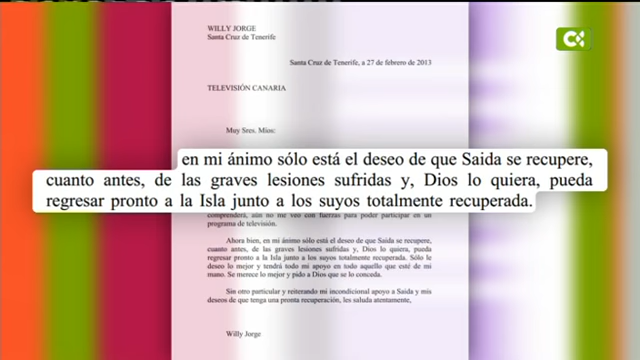 WILLY JORGE
Santa Cruz de Tenerife
Santa Cruz de Tenerife, a 27 de febrero de 2013
TELEVISIÓN CANARIA
Muy Sres. Míos:
en mi ánimo sólo está el deseo de que Saida se recupere,
cuanto antes, de las graves lesiones sufridas y, Dios lo quiera, pueda
regresar pronto a la Isla junto a los suyos totalmente recuperada.
comprenderá, aún no me veo con fuerzas para poder participar en un
programa de televisión.
Ahora bien, en mi ánimo sólo está el deseo de que Saida se recupere,
cuanto antes, de las graves lesiones sufridas y, Dios lo quiera, pueda
regresar pronto a la Isla junto a los suyos totalmente recuperada. Sólo le
deseo lo mejor y tendrá todo mi apoyo en todo aquello que esté de mi
mano. Se merece lo mejor y pido a Dios que se lo conceda.
Sin otro particular y reiterando mi incondicional apoyo a Saida y mis
deseos de que tenga una pronta recuperación, les saluda atentamente,
Willy Jorge